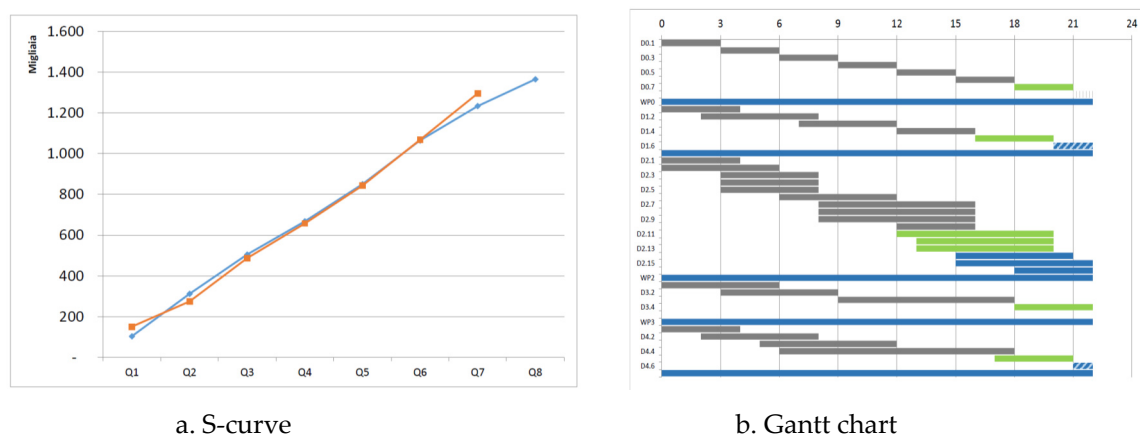 1.600
Migliaia
1.400
1.200
1.000
800
600
400
200
-
Q1 Q2 Q3 Q4 Q5 Q6 Q7 Q8
0 3 6 9 12 15 18 21 24
D0.1
D0.3
D0.5
D0.7
WP0
D1.2
D1.4
D1.6
D2.1
D2.3
D2.5
D2.7
D2.9
D2.11
D2.13
D2.15
WP2
D3.2
D3.4
WP3
D4.2
D4.4
D4.6
a. S-curve
b. Gantt chart